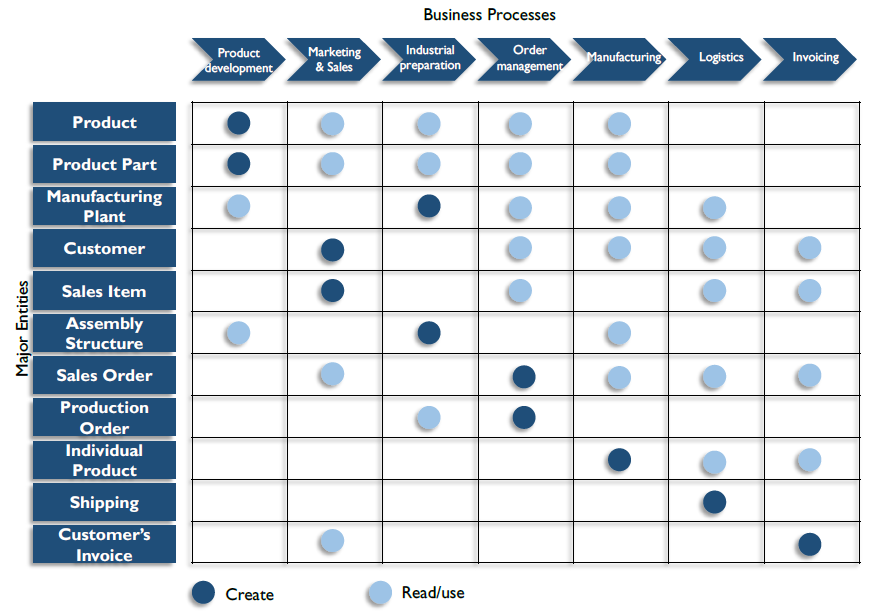 Business Processes
Product
development
Marketing
& Sales
Industrial
preparation
Order
management
Manufacturing
Logistics
Invoicing
Major Entities
Product
Product Part
Manufacturing
Plant
Customer
Sales Item
Assembly
Structure
Sales Order
Production
Order
Individual
Product
Shipping
Customer's
Invoice
Create
Read/use